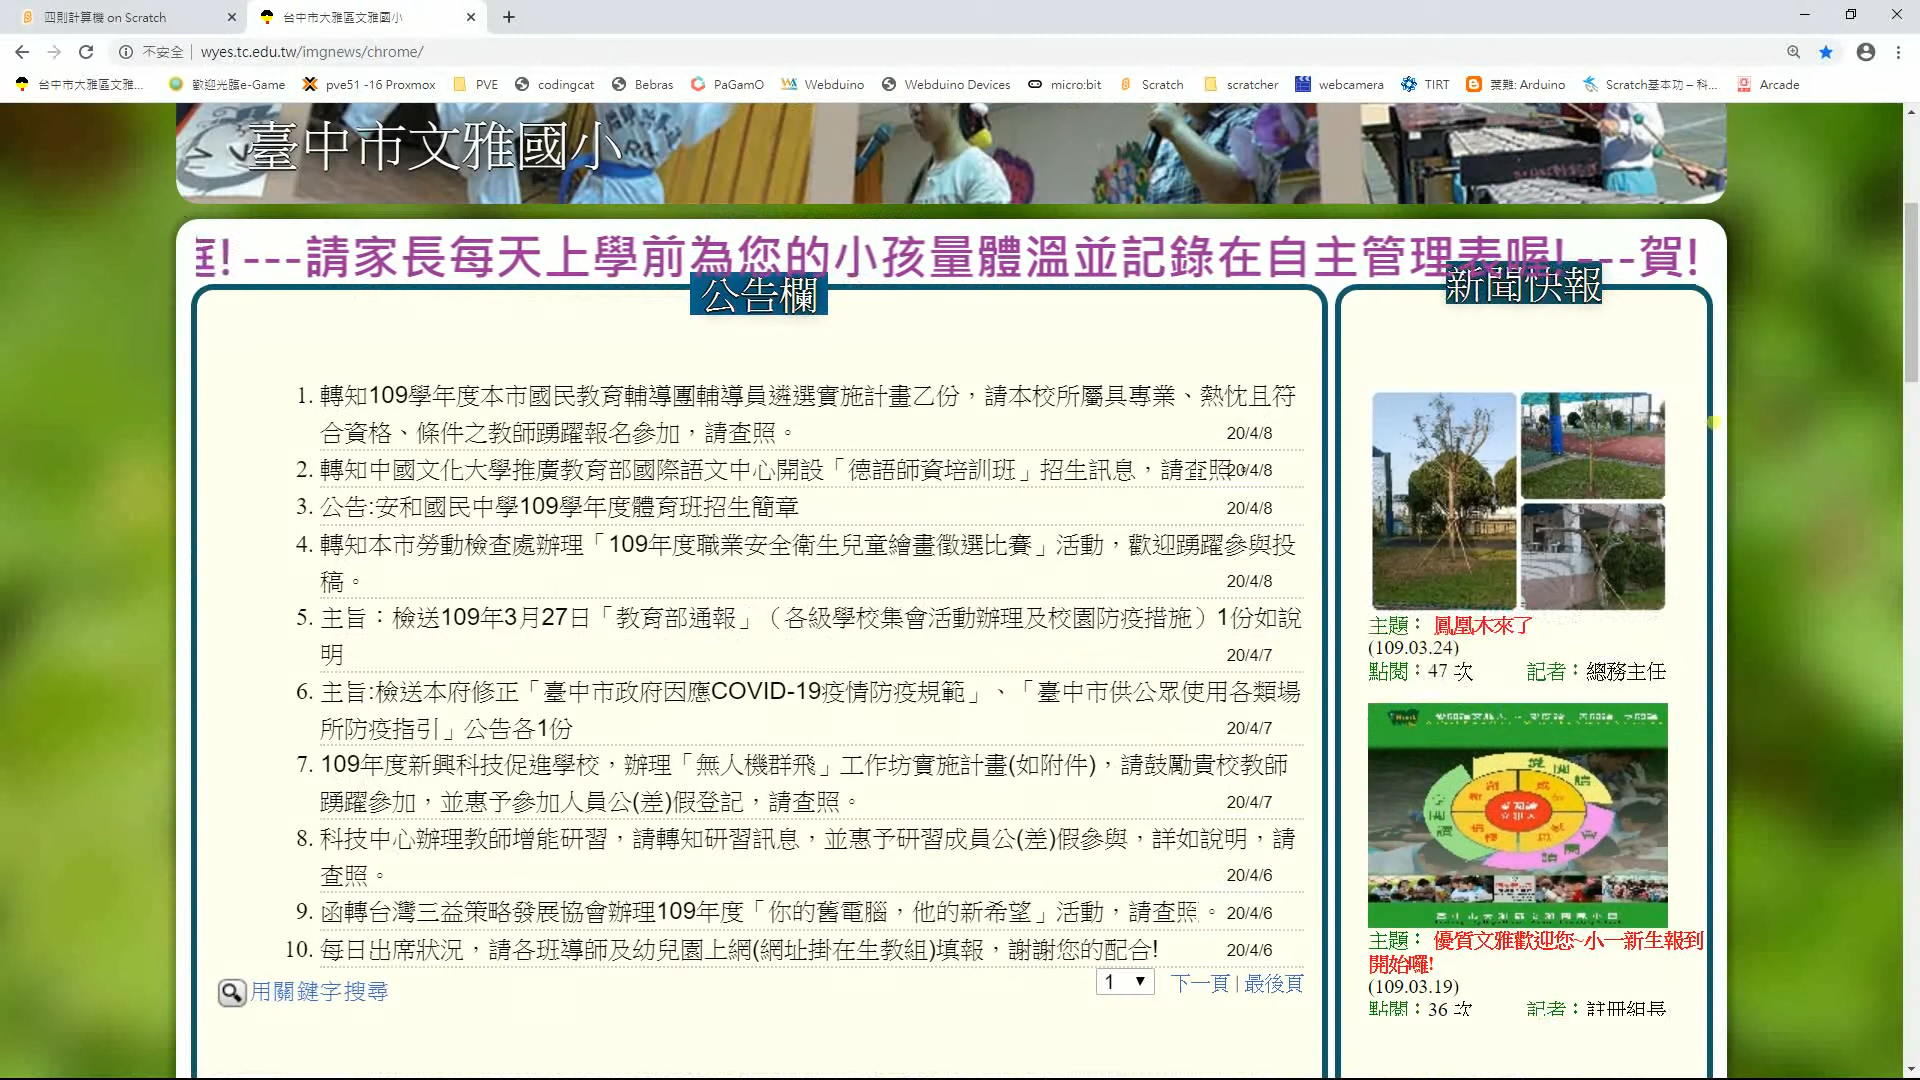 四則計算機 on Scratch
台中市大雅區文雅國小
不安全
wyes.tc.edu.tw/imgnews/chrome/
台中市大雅區文雅...
歡迎光臨e-Game
pve51 -16 Proxmox
PVE
codingcat
Bebras
PaGamO
Webduino
Webduino Devices
micro:bit
Scratch
scratcher
webcamera
TIRT
葉難: Arduino
Scratch基本功 – 科...
Arcade
臺中市文雅國小
!---請家長每天上學前為您的小孩量體溫並記錄在自主管理表喔!---賀!
公告欄
1. 轉知109學年度本市國民教育輔導團輔導員遴選實施計畫乙份，請本校所屬具專業、熱忱且符
合資格、條件之教師踴躍報名參加，請查照。
20/4/8
2. 轉知中國文化大學推廣教育部國際語文中心開設「德語師資培訓班」招生訊息，請查照。
20/4/8
3. 公告:安和國民中學109學年度體育班招生簡章
20/4/8
4. 轉知本市勞動檢查處辦理「109年度職業安全衛生兒童繪畫徵選比賽」活動，歡迎踴躍參與投
稿。
20/4/8
5. 主旨：檢送109年3月27日「教育部通報」（各級學校集會活動辦理及校園防疫措施）1份如說
明
20/4/7
6. 主旨:檢送本府修正「臺中市政府因應COVID-19疫情防疫規範」、「臺中市供公眾使用各類場
所防疫指引」公告各1份
20/4/7
7. 109年度新興科技促進學校，辦理「無人機群飛」工作坊實施計畫(如附件)，請鼓勵貴校教師
踴躍參加，並惠予參加人員公(差)假登記，請查照。
20/4/7
8. 科技中心辦理教師增能研習，請轉知研習訊息，並惠予研習成員公(差)假參與，詳如說明，請
查照。
20/4/6
9. 函轉台灣三益策略發展協會辦理109年度「你的舊電腦，他的新希望」活動，請查照。
20/4/6
10. 每日出席狀況，請各班導師及幼兒園上網(網址掛在生教組)填報，謝謝您的配合!
20/4/6
用關鍵字搜尋
1
下一頁 | 最後頁
新聞快報
主題： 鳳凰木來了
(109.03.24)
點閱：47 次
記者：總務主任
主題： 優質文雅歡迎您~小一新生報到
開始囉!
(109.03.19)
點閱：36 次
記者：註冊組長